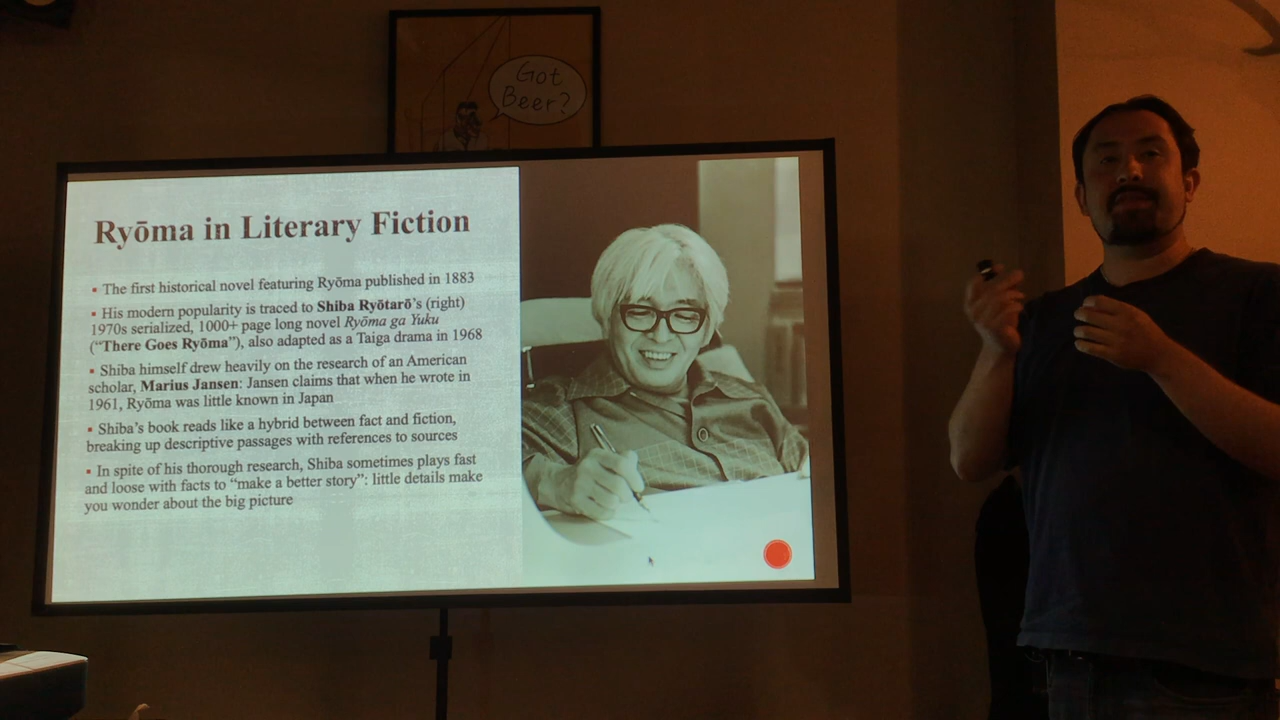 Got
Beer?
Ryōma in Literary Fiction
▪ The first historical novel featuring Ryōma published in 1883
▪ His modern popularity is traced to Shiba Ryōtarō's (right)
1970s serialized, 1000+ page long novel Ryōma ga Yuku
(“There Goes Ryōma”), also adapted as a Taiga drama in 1968
▪ Shiba himself drew heavily on the research of an American
scholar, Marius Jansen: Jansen claims that when he wrote in
1961, Ryōma was little known in Japan
▪ Shiba's book reads like a hybrid between fact and fiction,
breaking up descriptive passages with references to sources
▪ In spite of his thorough research, Shiba sometimes plays fast
and loose with facts to “make a better story”: little details make
you wonder about the big picture